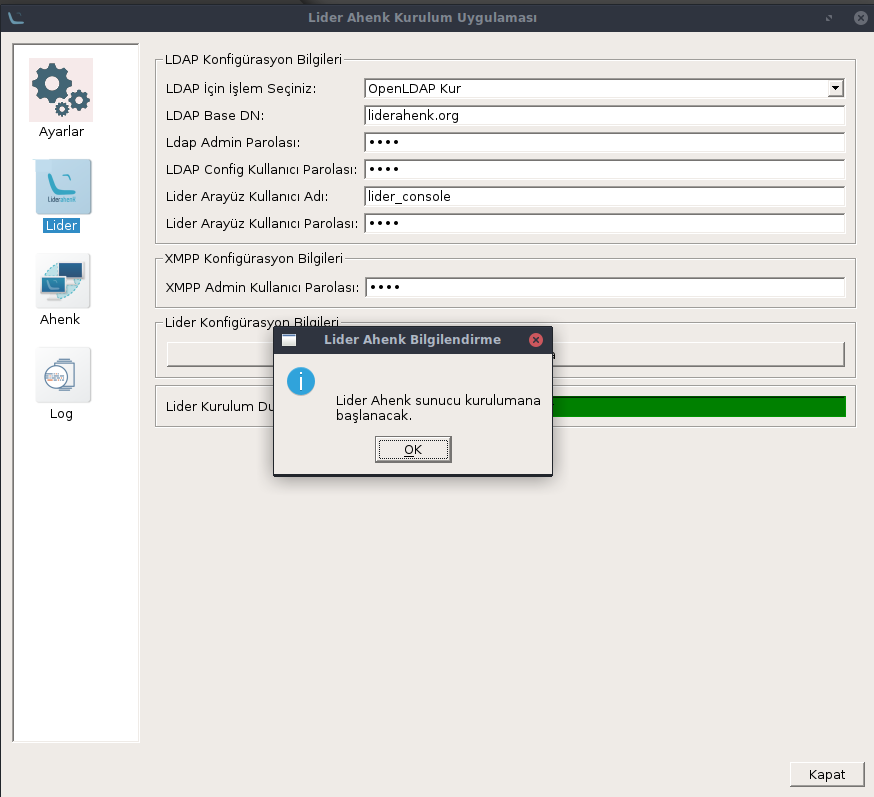 Lider Ahenk Kurulum Uygulaması
Ayarlar
Liderahenk
Lider
Ahenk
Log
LDAP Konfigürasyon Bilgileri
LDAP İçin İşlem Seçiniz:
OpenLDAP Kur
LDAP Base DN:
liderahenk.org
Ldap Admin Parolası:
••••
LDAP Config Kullanıcı Parolası:
••••
Lider Arayüz Kullanıcı Adı:
lider_console
Lider Arayüz Kullanıcı Parolası:
••••
XMPP Konfigürasyon Bilgileri
XMPP Admin Kullanıcı Parolası:
••••
Lider Konfigürasyon Bilgileri
Lider Kurulum Du
Lider Ahenk Bilgilendirme
Lider Ahenk sunucu kurulumana
başlanacak.
OK
Kapat